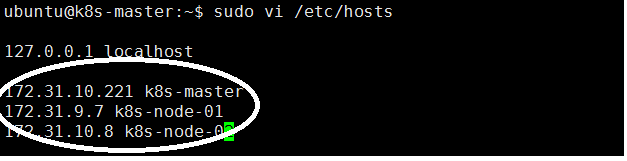 ubuntu@k8s-master:~$ sudo vi /etc/hosts
127.0.0.1 localhost
172.31.10.221 k8s-master
172.31.9.7 k8s-node-01
172.31.10.8 k8s-node-02